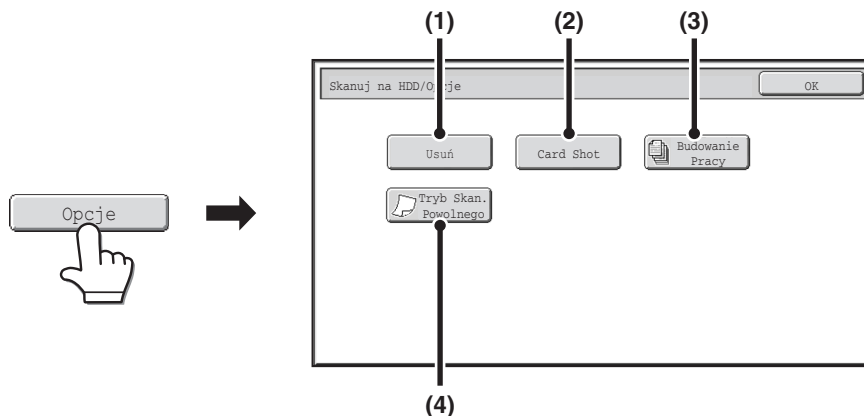 (1) (2) (3)
Skanuj na HDD/Opcje OK
Usuń Card Shot Budowanie
Pracy
Opcje
Tryb Skan.
Powolnego
(4)